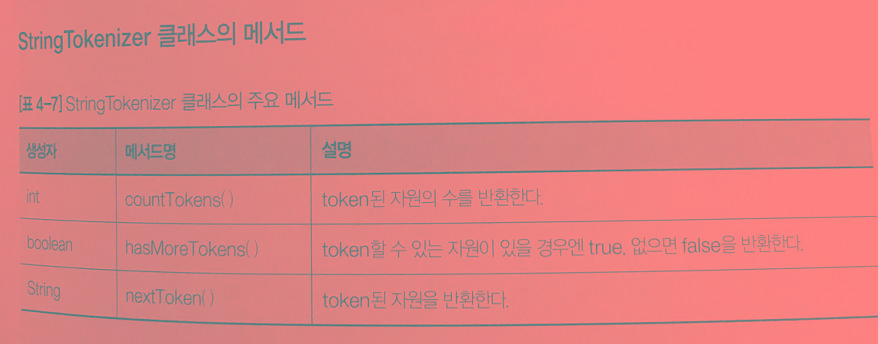 StringTokenizer 클래스의 메서드
[표 4-7] StringTokenizer 클래스의 주요 메서드
생성자 메서드명 설명
int countTokens( ) token된 자원의 수를 반환한다.
boolean hasMoreTokens( ) token할 수 있는 자원이 있을 경우엔 true, 없으면 false을 반환한다.
String nextToken( ) token된 자원을 반환한다.